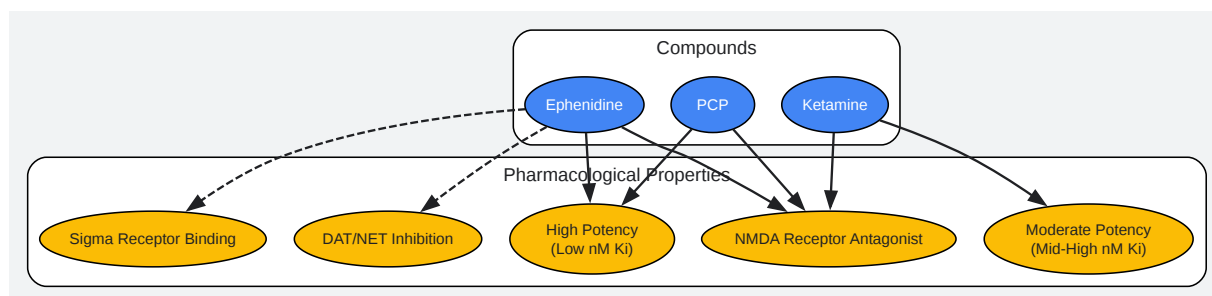 Compounds
Ephenidine
PCP
Ketamine
Pharmacological Properties
Sigma Receptor Binding
DAT/NET Inhibition
High Potency
(Low nM Ki)
NMDA Receptor Antagonist
Moderate Potency
(Mid-High nM Ki)